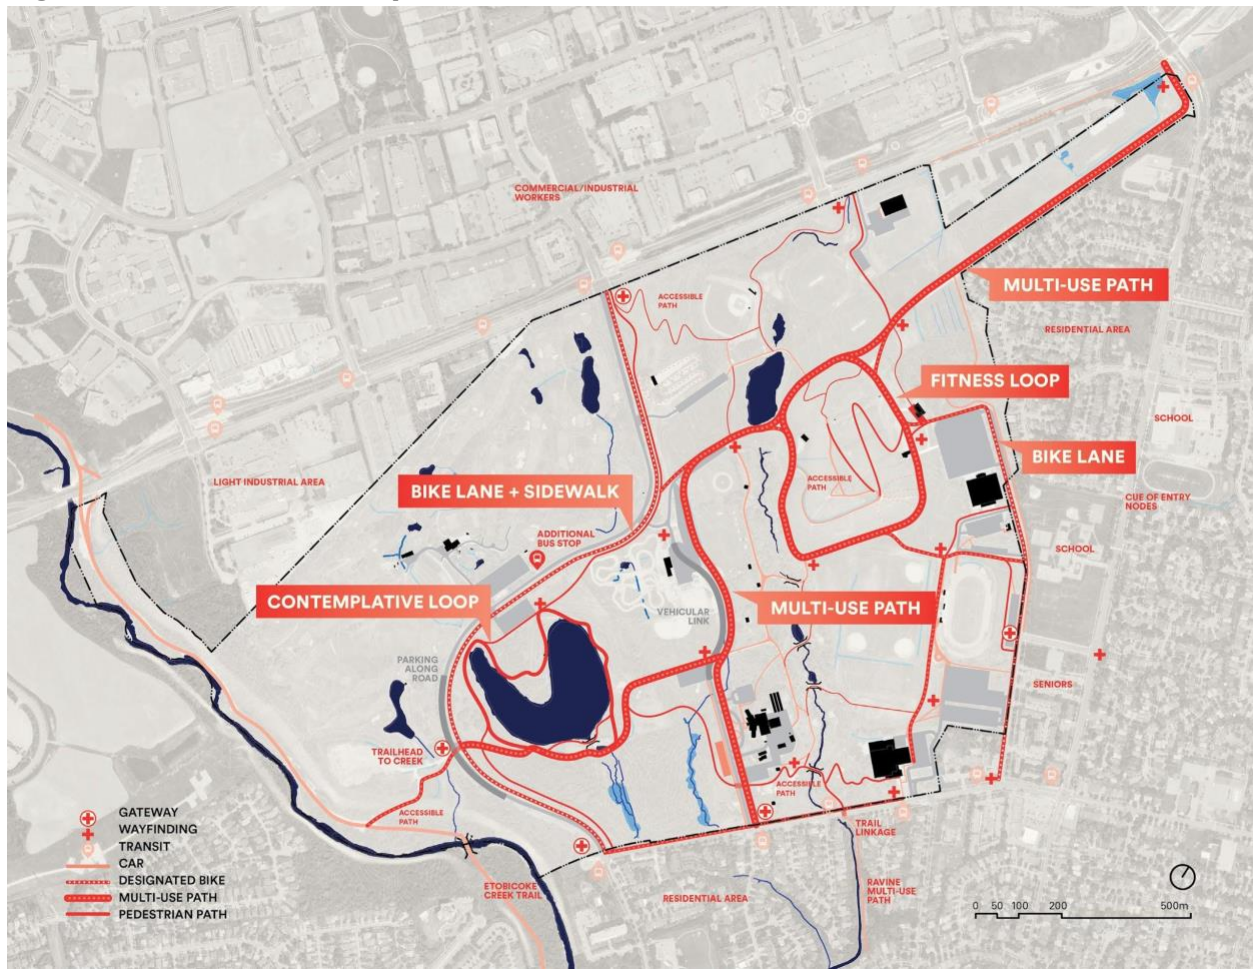 COMMERCIAL/INDUSTRIAL
WORKERS
MULTI-USE PATH
ACCESSIBLE
PATH
RESIDENTIAL AREA
FITNESS LOOP
SCHOOL
BIKE LANE
LIGHT INDUSTRIAL AREA
BIKE LANE + SIDEWALK
ACCESSIBLE
PATH
CUE OF ENTRY
NODES
ADDITIONAL
BUS STOP
SCHOOL
CONTEMPLATIVE LOOP
VEHICULAR
LINK
MULTI-USE PATH
PARKING
ALONG
ROAD
SENIORS
TRAILHEAD
TO CREEK
ACCESSIBLE
PATH
ACCESSIBLE
PATH
TRAIL
LINKAGE
ETOBICOKE
CREEK TRAIL
RESIDENTIAL AREA
RAVINE
MULTI-USE
PATH
GATEWAY
WAYFINDING
TRANSIT
CAR
DESIGNATED BIKE
MULTI-USE PATH
PEDESTRIAN PATH
0 50 100 200 500m